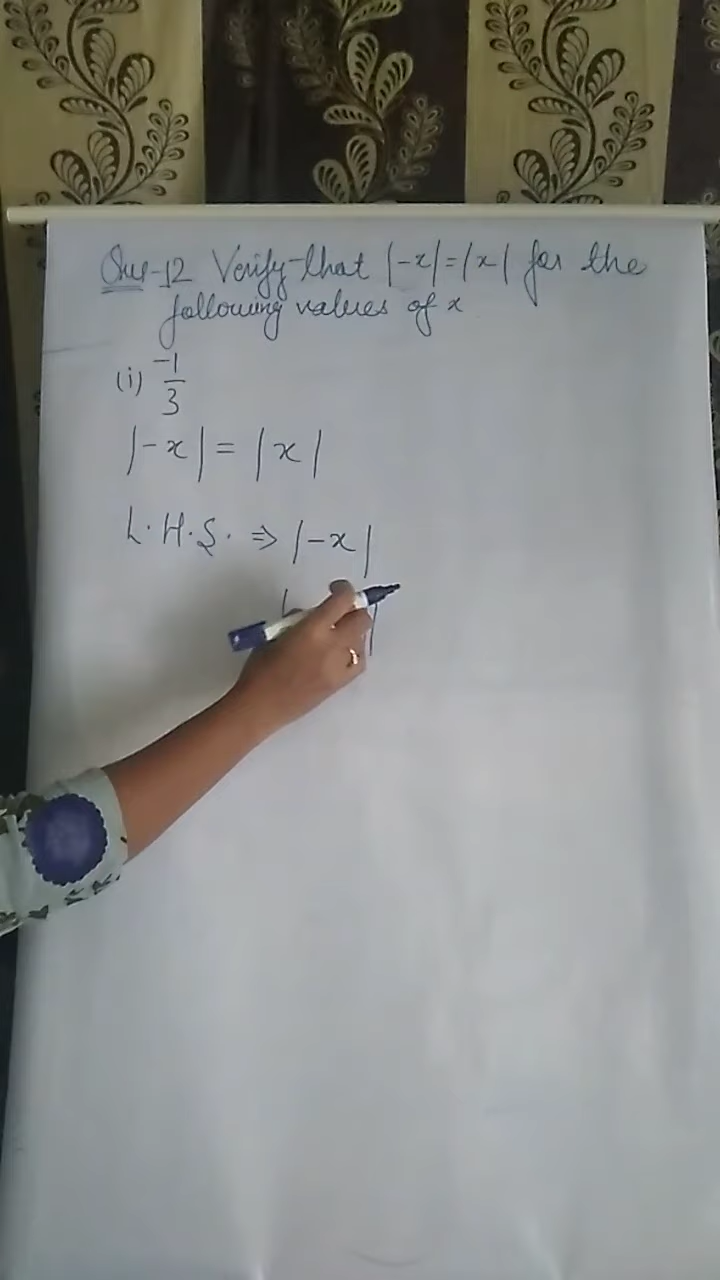 Que-12 Verify that |-x|=|x| for the
following values of x
(i) -1/3
|-x| = |x|
L.H.S. ⇒ |-x|